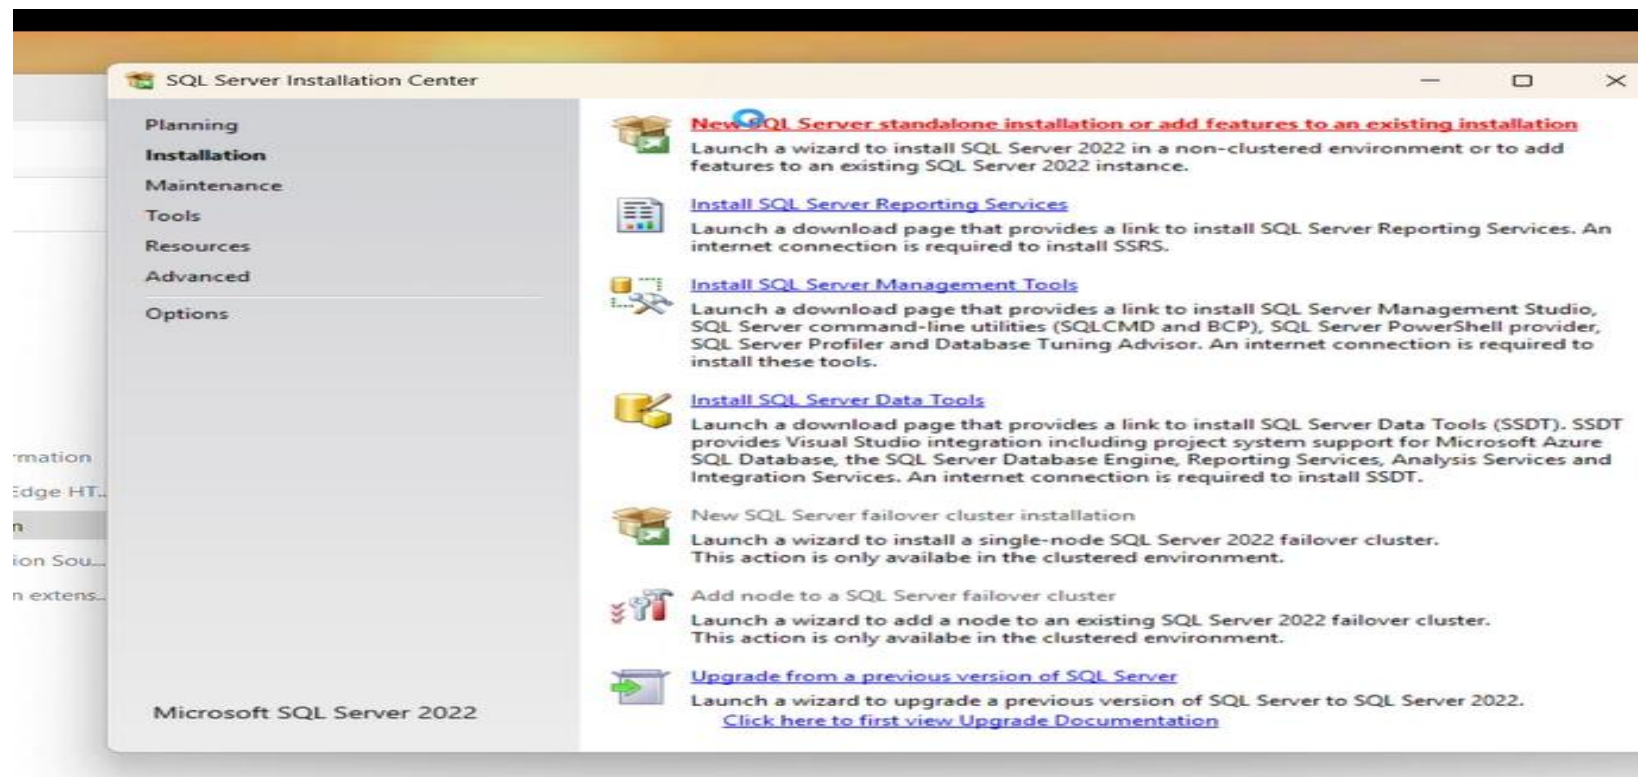 SQL Server Installation Center
Planning
Installation
Maintenance
Tools
Resources
Advanced
Options
Microsoft SQL Server 2022
New SQL Server standalone installation or add features to an existing installation
Launch a wizard to install SQL Server 2022 in a non-clustered environment or to add
features to an existing SQL Server 2022 instance.
Install SQL Server Reporting Services
Launch a download page that provides a link to install SQL Server Reporting Services. An
internet connection is required to install SSRS.
Install SQL Server Management Tools
Launch a download page that provides a link to install SQL Server Management Studio,
SQL Server command-line utilities (SQLCMD and BCP), SQL Server PowerShell provider,
SQL Server Profiler and Database Tuning Advisor. An internet connection is required to
install these tools.
Install SQL Server Data Tools
Launch a download page that provides a link to install SQL Server Data Tools (SSDT). SSDT
provides Visual Studio integration including project system support for Microsoft Azure
SQL Database, the SQL Server Database Engine, Reporting Services, Analysis Services and
Integration Services. An internet connection is required to install SSDT.
New SQL Server failover cluster installation
Launch a wizard to install a single-node SQL Server 2022 failover cluster.
This action is only availabe in the clustered environment.
Add node to a SQL Server failover cluster
Launch a wizard to add a node to an existing SQL Server 2022 failover cluster.
This action is only availabe in the clustered environment.
Upgrade from a previous version of SQL Server
Launch a wizard to upgrade a previous version of SQL Server to SQL Server 2022.
Click here to first view Upgrade Documentation
rmation
Edge HT...
n
ion Sou...
n extens...